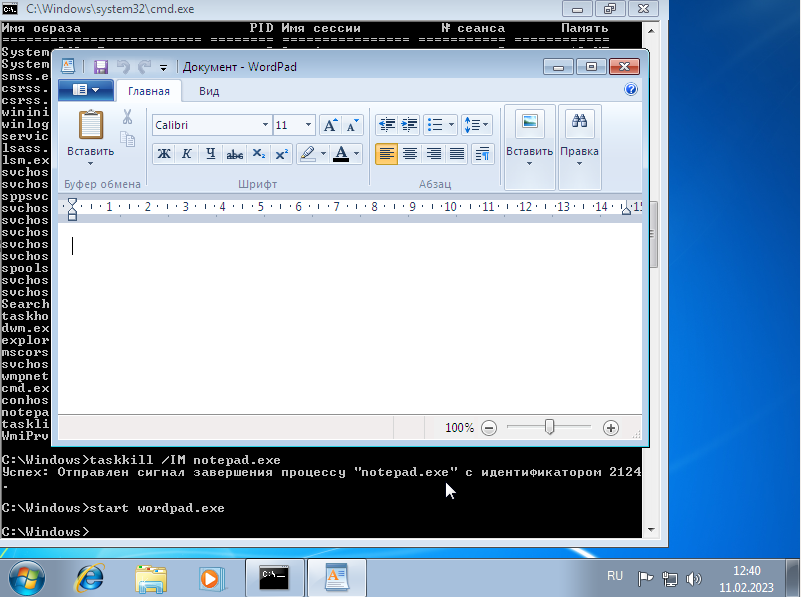 C:\Windows\system32\cmd.exe
Имя образа PID Имя сессии № сеанса Память
System
System
smss.e
csrss.
csrss.
winini
winlog
servic
lsass.
lsm.ex
svchos
svchos
sppsvc
svchos
svchos
svchos
svchos
svchos
spools
svchos
svchos
Search
taskho
dwm.ex
explor
mscors
svchos
wmpnet
cmd.ex
conhos
notepa
taskli
WmiPrv
Документ - WordPad
Главная Вид
Calibri 11
Ж К Ч abc X₂ X² A
Вставить
Вставить Правка
Буфер обмена Шрифт Абзац
1 2 3 4 5 6 7 8 9 10 11 12 13 14 15
100%
C:\Windows>taskkill /IM notepad.exe
Успех: Отправлен сигнал завершения процессу "notepad.exe" с идентификатором 2124
.
C:\Windows>start wordpad.exe
C:\Windows>
RU
12:40
11.02.2023